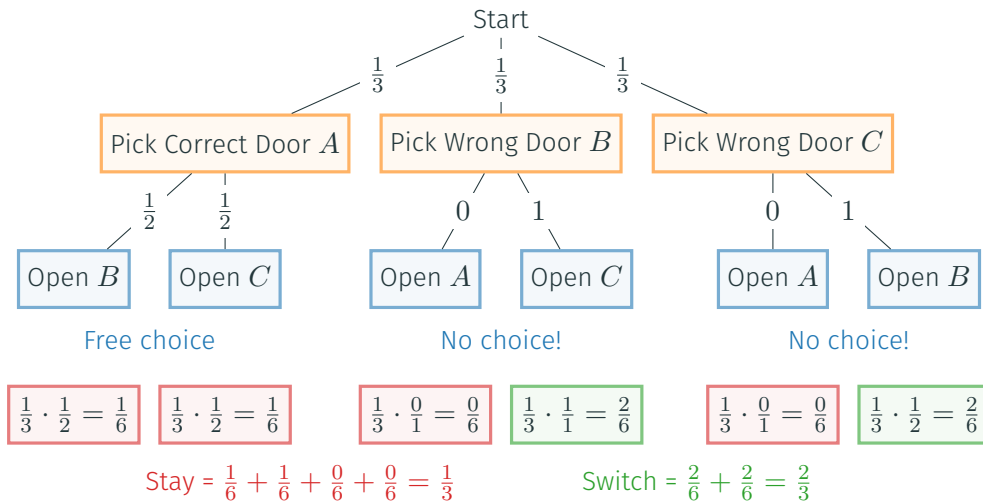 Start
1/3 1/3 1/3
Pick Correct Door A Pick Wrong Door B Pick Wrong Door C
1/2 1/2 0 1 0 1
Open B Open C Open A Open C Open A Open B
Free choice No choice! No choice!
1/3 · 1/2 = 1/6 1/3 · 1/2 = 1/6 1/3 · 0/1 = 0/6 1/3 · 1/1 = 2/6 1/3 · 0/1 = 0/6 1/3 · 1/2 = 2/6
Stay = 1/6 + 1/6 + 0/6 + 0/6 = 1/3 Switch = 2/6 + 2/6 = 2/3